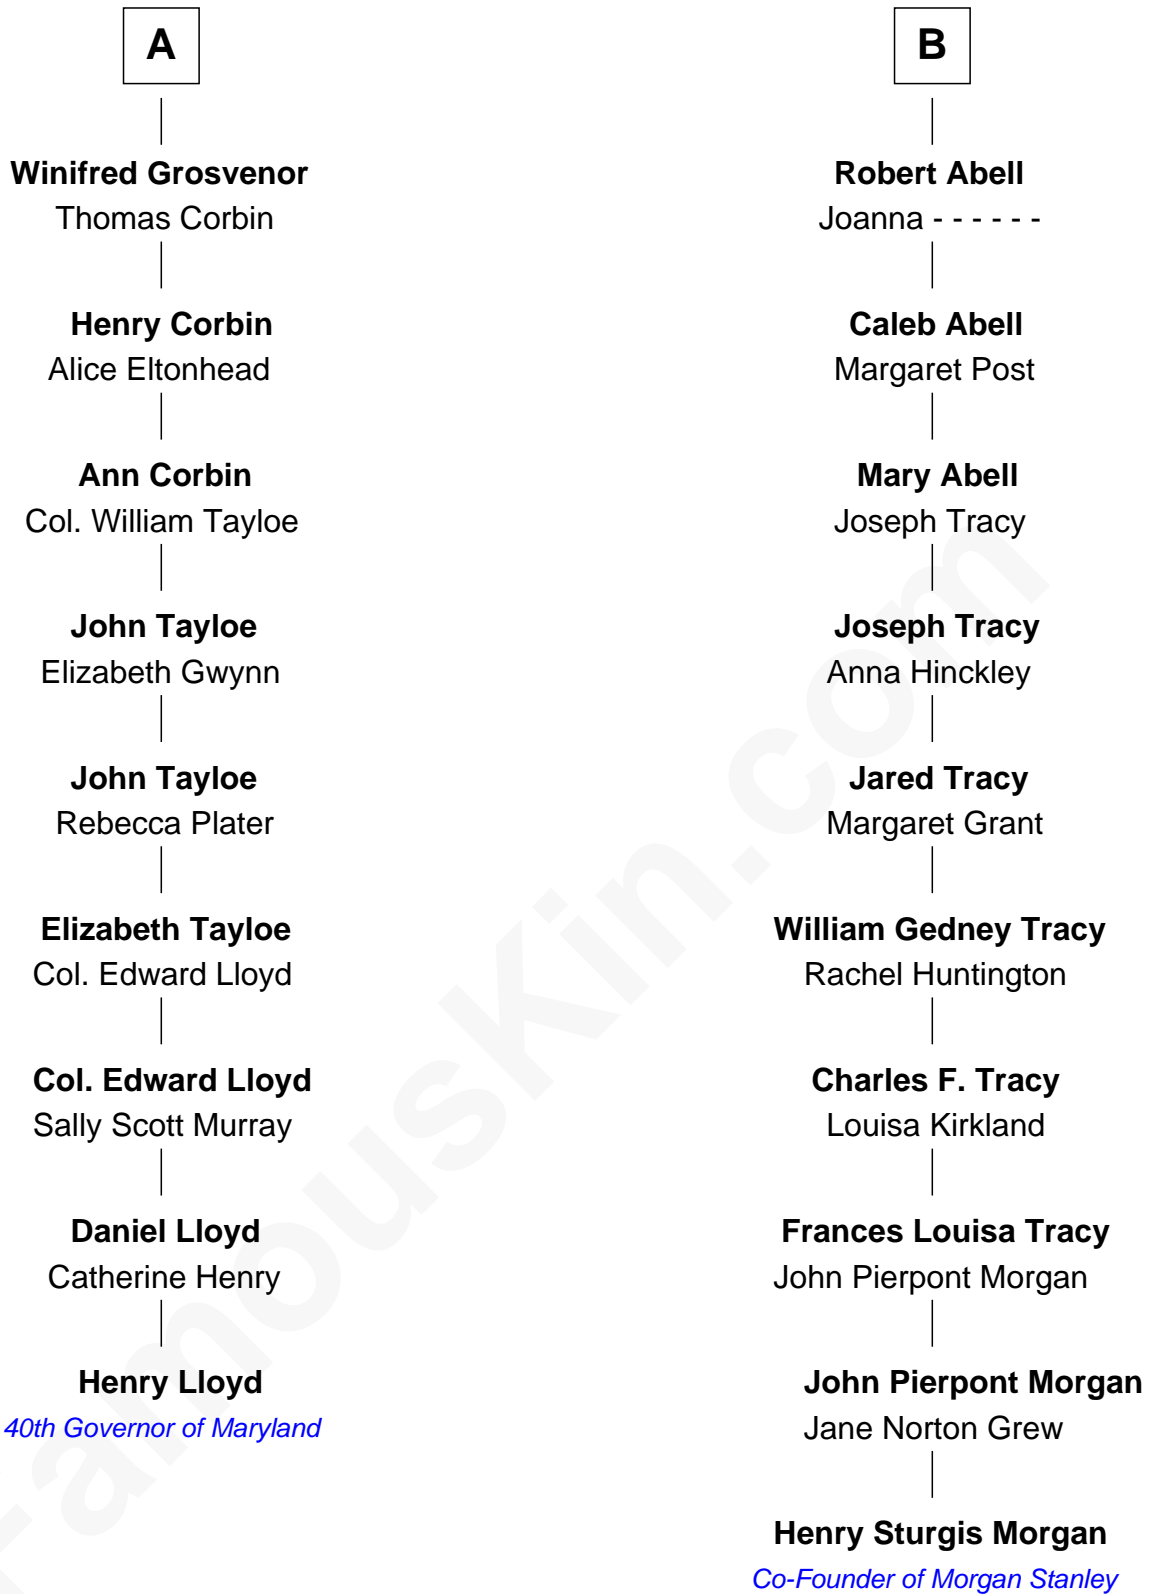 A
Winifred Grosvenor
Thomas Corbin
Henry Corbin
Alice Eltonhead
Ann Corbin
Col. William Tayloe
John Tayloe
Elizabeth Gwynn
John Tayloe
Rebecca Plater
Elizabeth Tayloe
Col. Edward Lloyd
Col. Edward Lloyd
Sally Scott Murray
Daniel Lloyd
Catherine Henry
Henry Lloyd
40th Governor of Maryland
B
Robert Abell
Joanna - - - - - -
Caleb Abell
Margaret Post
Mary Abell
Joseph Tracy
Joseph Tracy
Anna Hinckley
Jared Tracy
Margaret Grant
William Gedney Tracy
Rachel Huntington
Charles F. Tracy
Louisa Kirkland
Frances Louisa Tracy
John Pierpont Morgan
John Pierpont Morgan
Jane Norton Grew
Henry Sturgis Morgan
Co-Founder of Morgan Stanley
FamousKin.com